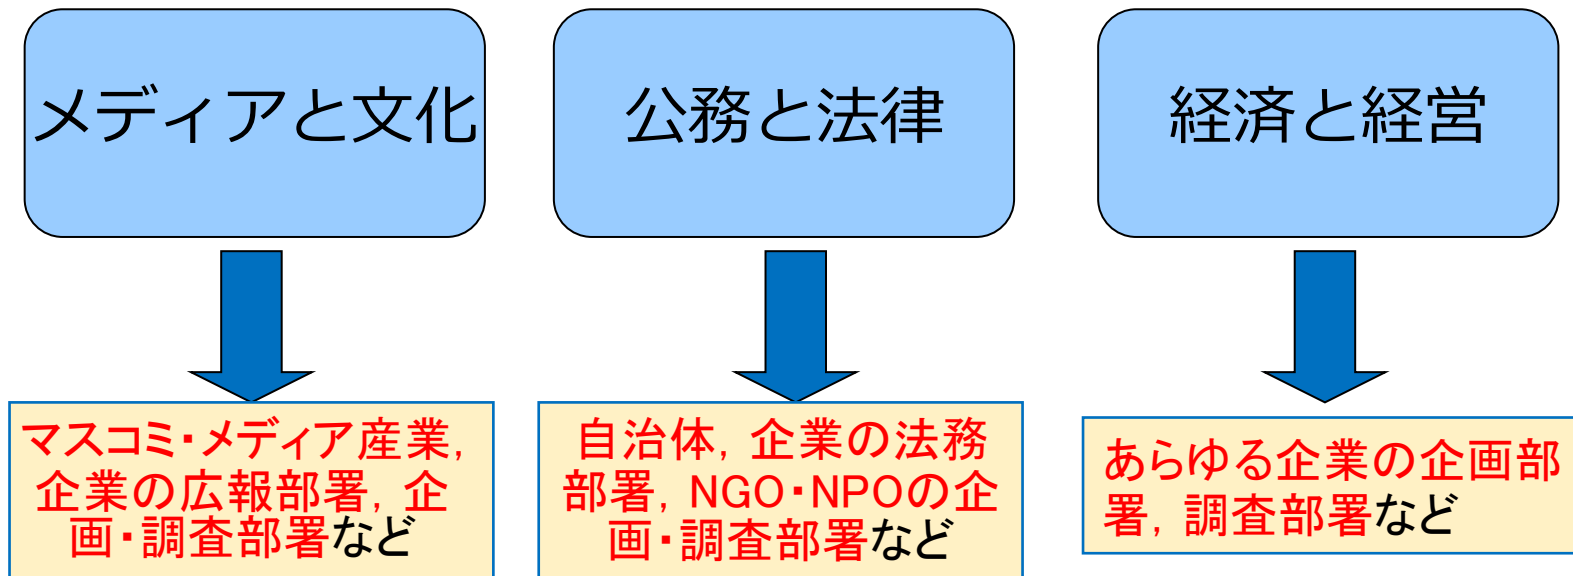 メディアと文化
公務と法律
経済と経営
マスコミ・メディア産業,
企業の広報部署, 企
画・調査部署など
自治体, 企業の法務
部署, NGO・NPOの企
画・調査部署など
あらゆる企業の企画部
署, 調査部署など